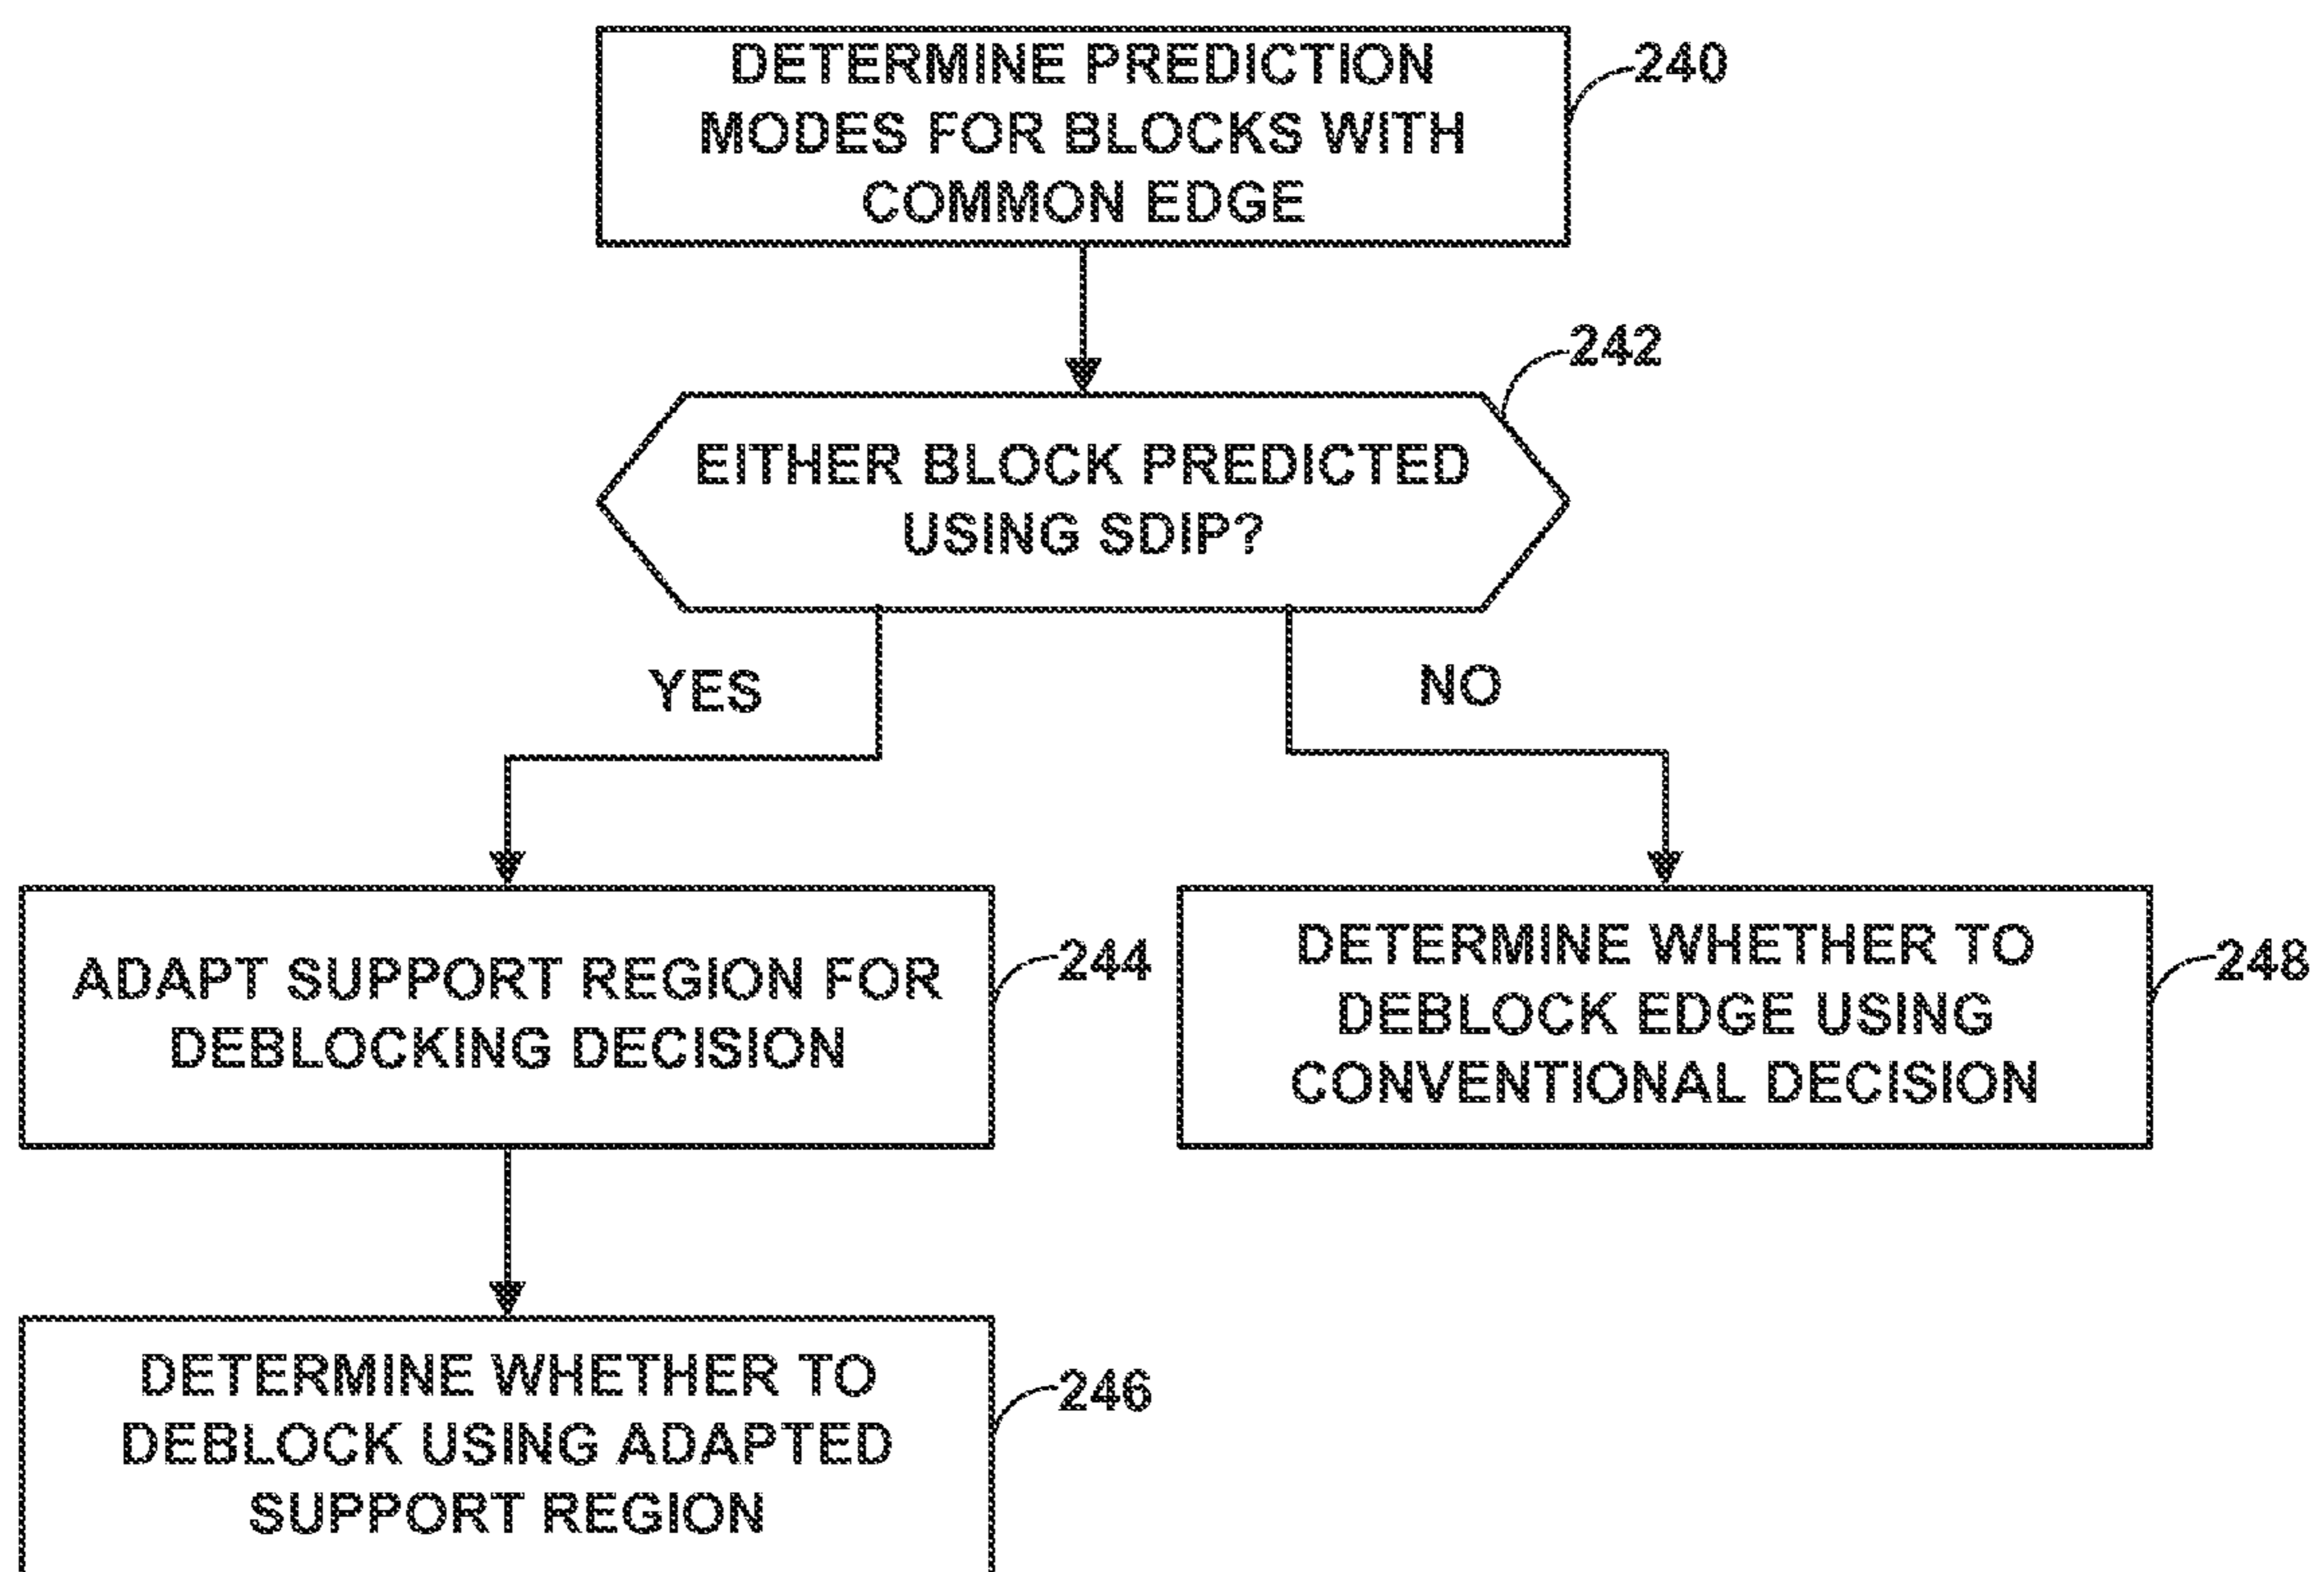 DETERMINE PREDICTION
MODES FOR BLOCKS WITH
COMMON EDGE
240
EITHER BLOCK PREDICTED
USING SDIP?
242
YES
NO
ADAPT SUPPORT REGION FOR
DEBLOCKING DECISION
244
DETERMINE WHETHER TO
DEBLOCK EDGE USING
CONVENTIONAL DECISION
248
DETERMINE WHETHER TO
DEBLOCK USING ADAPTED
SUPPORT REGION
246